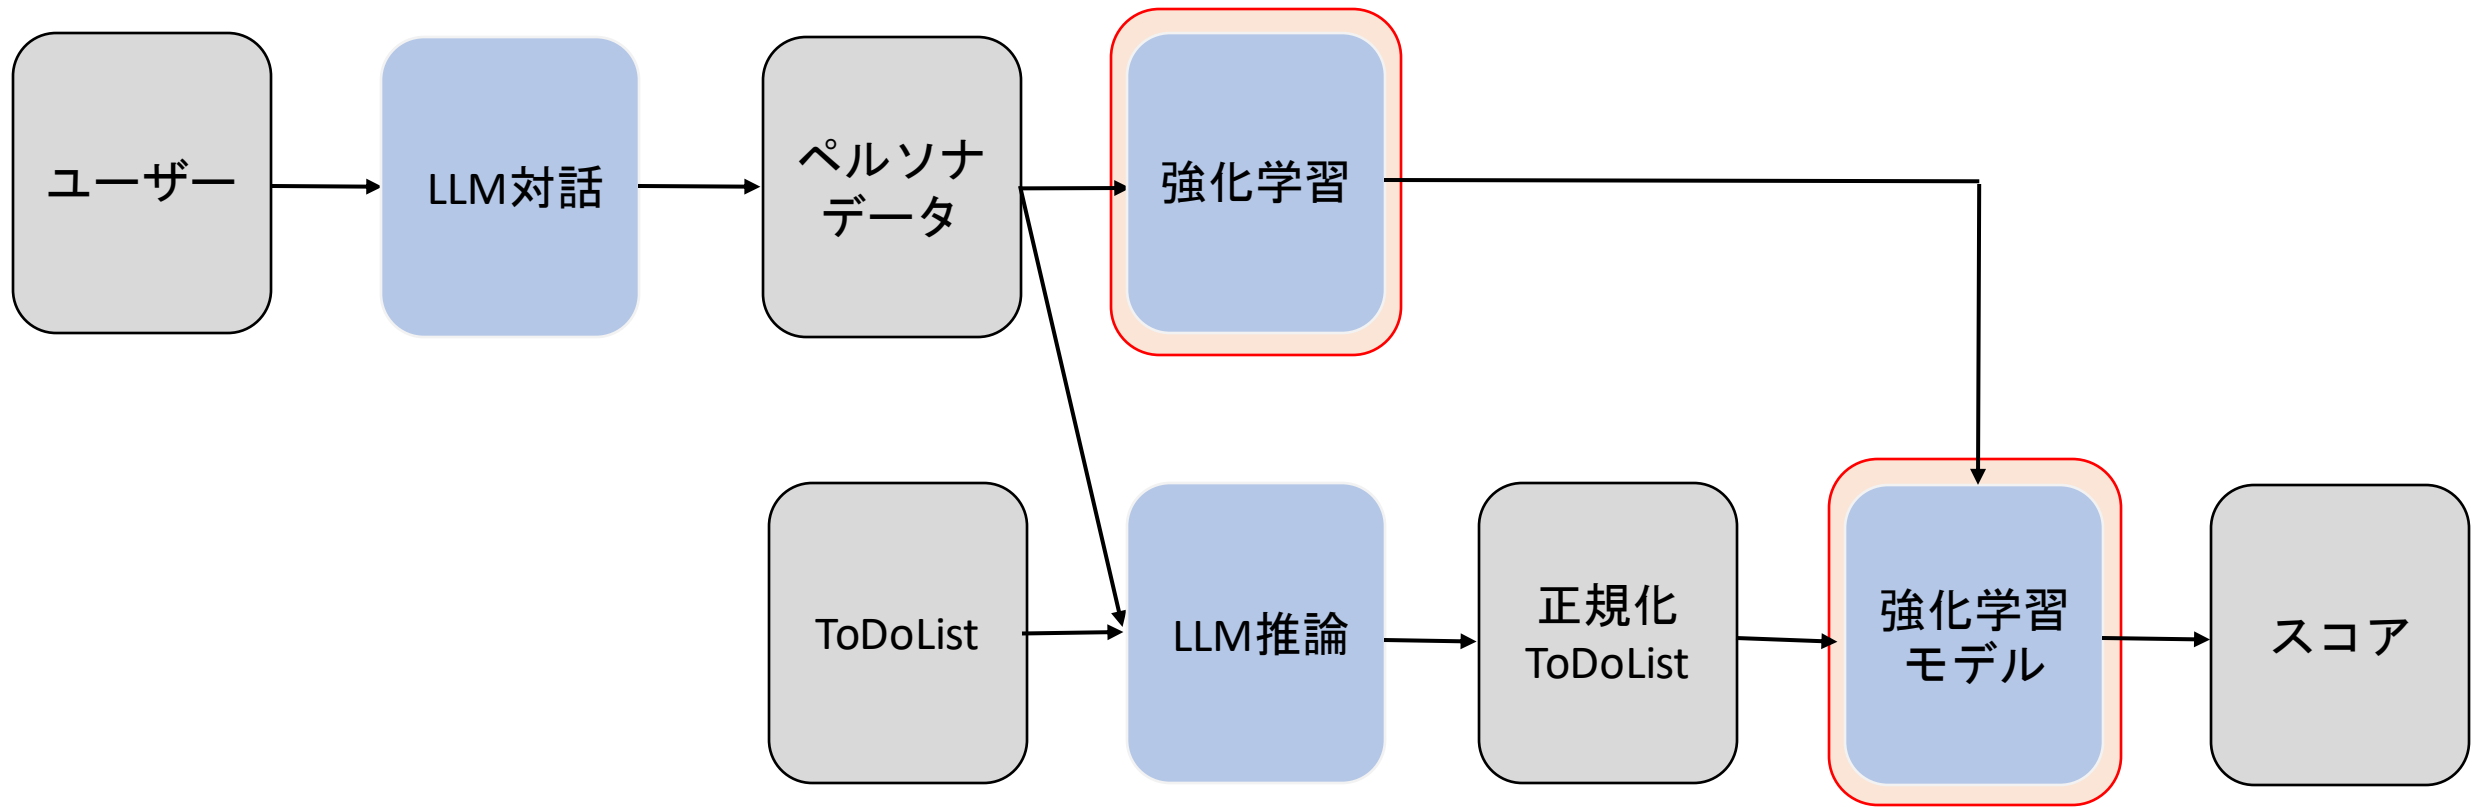 ユーザー
LLM対話
ペルソナ
データ
強化学習
ToDoList
LLM推論
正規化
ToDoList
強化学習
モデル
スコア